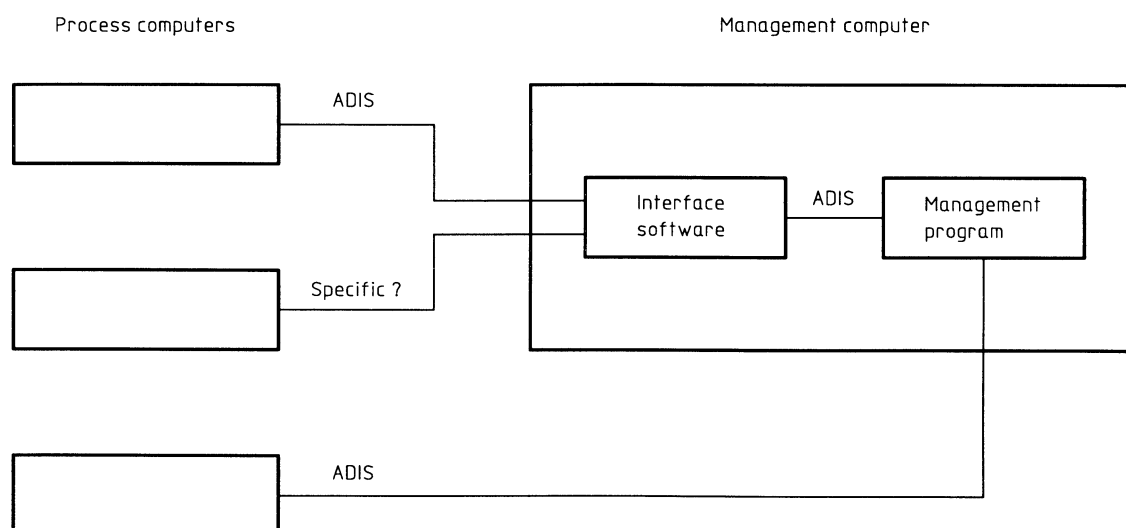 Process computers
Management computer
ADIS
Interface
software
ADIS
Management
program
Specific ?
ADIS